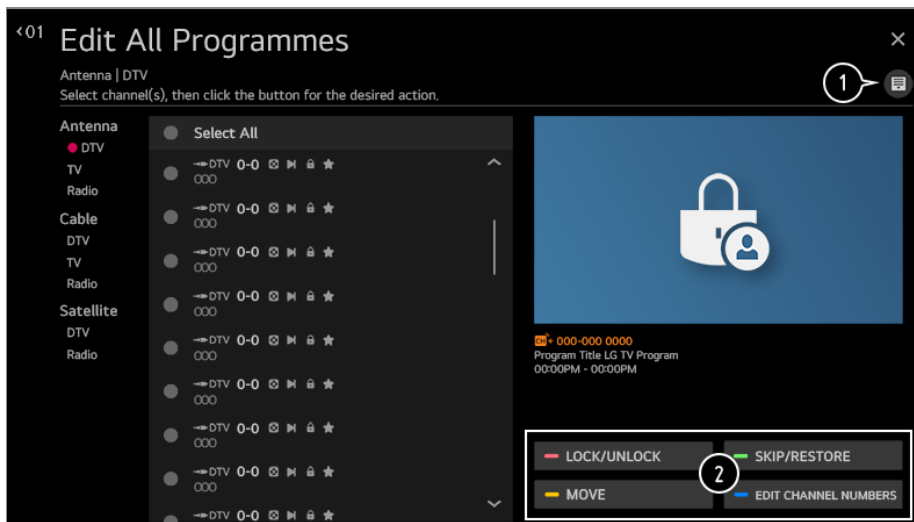 <01 Edit All Programmes
Antenna | DTV
Select channel(s), then click the button for the desired action.
1
Antenna
DTV
TV
Radio
Cable
DTV
TV
Radio
Satellite
DTV
Radio
Select All
DTV 0-0
000
DTV 0-0
000
DTV 0-0
000
DTV 0-0
000
DTV 0-0
000
DTV 0-0
000
DTV 0-0
000
DTV 0-0
000
DTV 0-0
CH+ 000-000 0000
Program Title LG TV Program
00:00PM - 00:00PM
LOCK/UNLOCK
SKIP/RESTORE
2
MOVE
EDIT CHANNEL NUMBERS